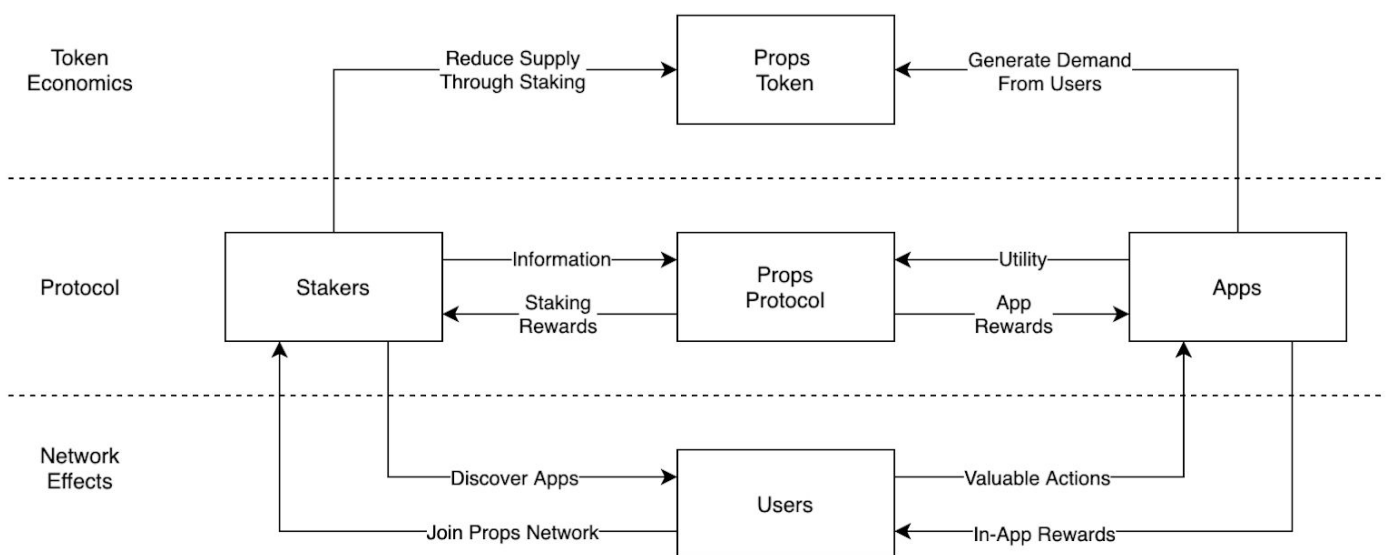 Token
Economics
Reduce Supply
Through Staking
Props
Token
Generate Demand
From Users
Protocol
Stakers
Information
Staking
Rewards
Props
Protocol
Utility
App
Rewards
Apps
Network
Effects
Discover Apps
Join Props Network
Users
Valuable Actions
In-App Rewards